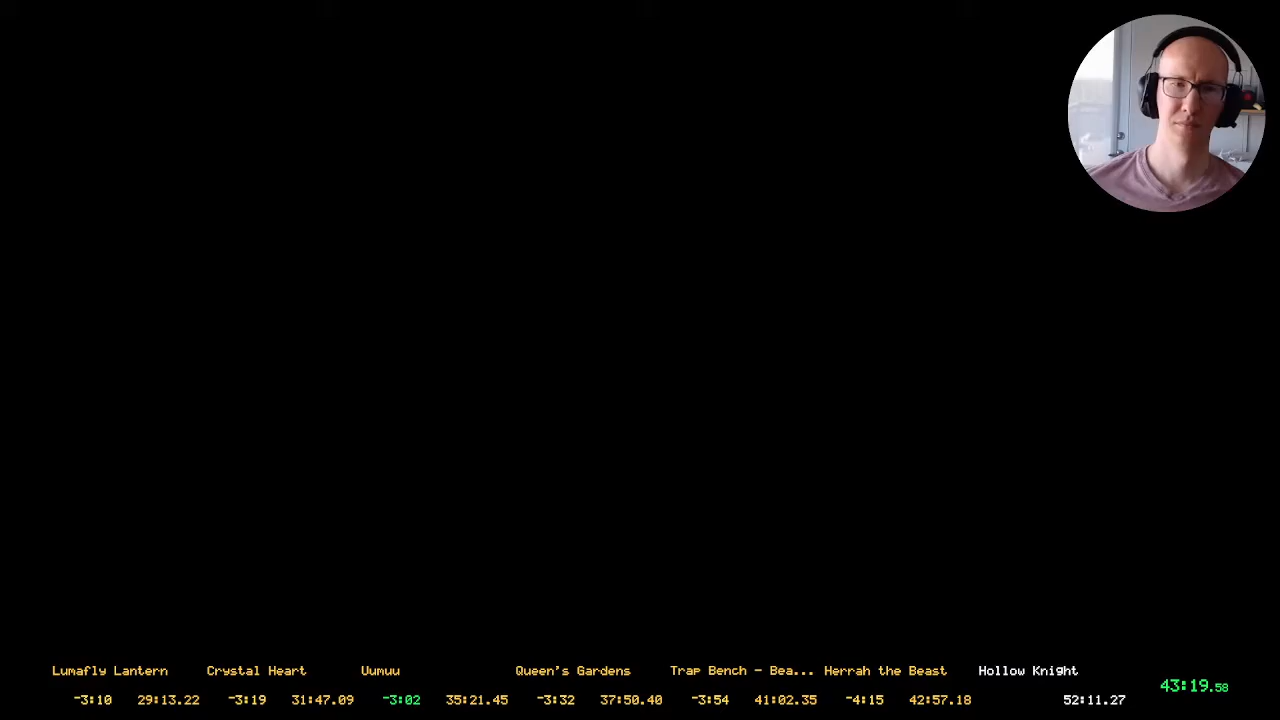 Lumafly Lantern Crystal Heart Uumuu Queen's Gardens Trap Bench - Bea... Herrah the Beast Hollow Knight
-3:10 29:13.22 -3:19 31:47.09 -3:02 35:21.45 -3:32 37:50.40 -3:54 41:02.35 -4:15 42:57.18 52:11.27
43:19.58